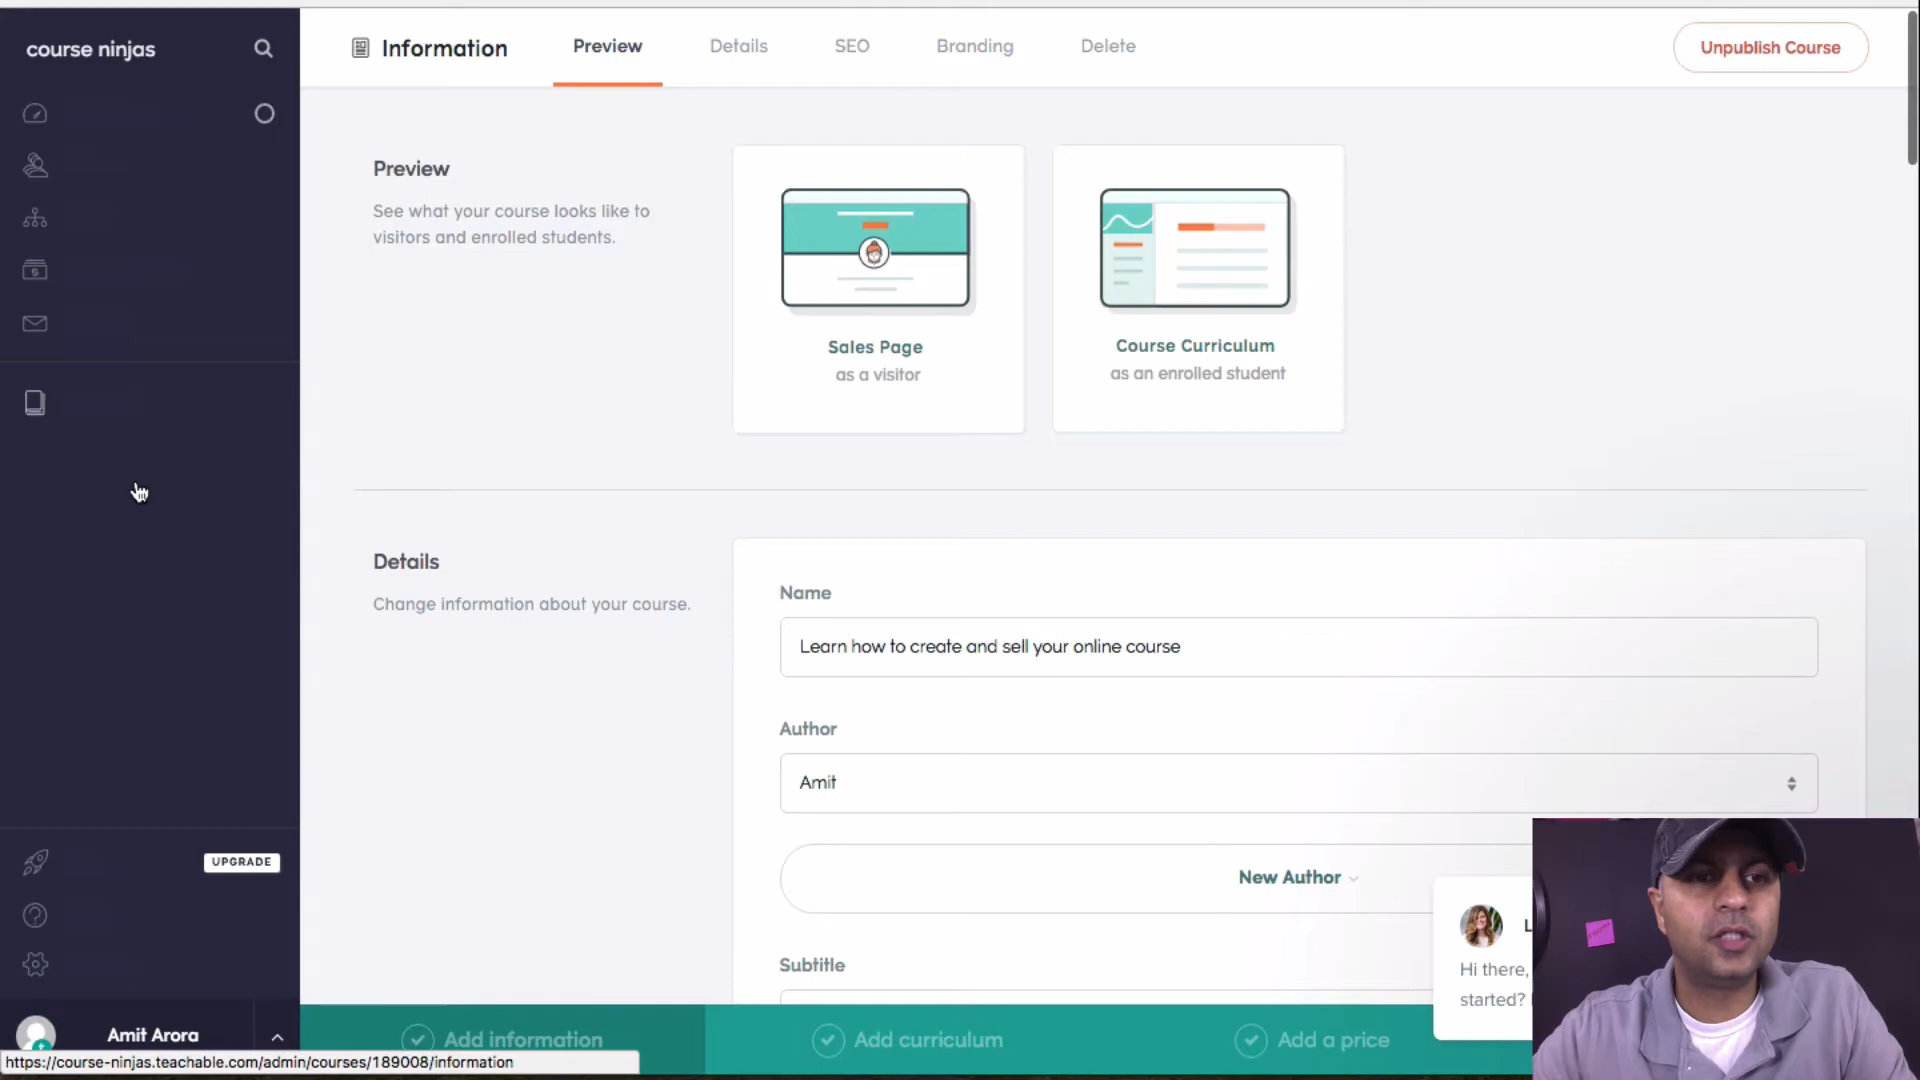 course ninjas
Information
Preview
Details
SEO
Branding
Delete
Unpublish Course
Preview
See what your course looks like to
visitors and enrolled students.
Sales Page
as a visitor
Course Curriculum
as an enrolled student
Details
Change information about your course.
Name
Learn how to create and sell your online course
Author
Amit
New Author
Subtitle
L
Hi there,
started?
UPGRADE
Amit Arora
Add information
Add curriculum
Add a price
https://course-ninjas.teachable.com/admin/courses/189008/information